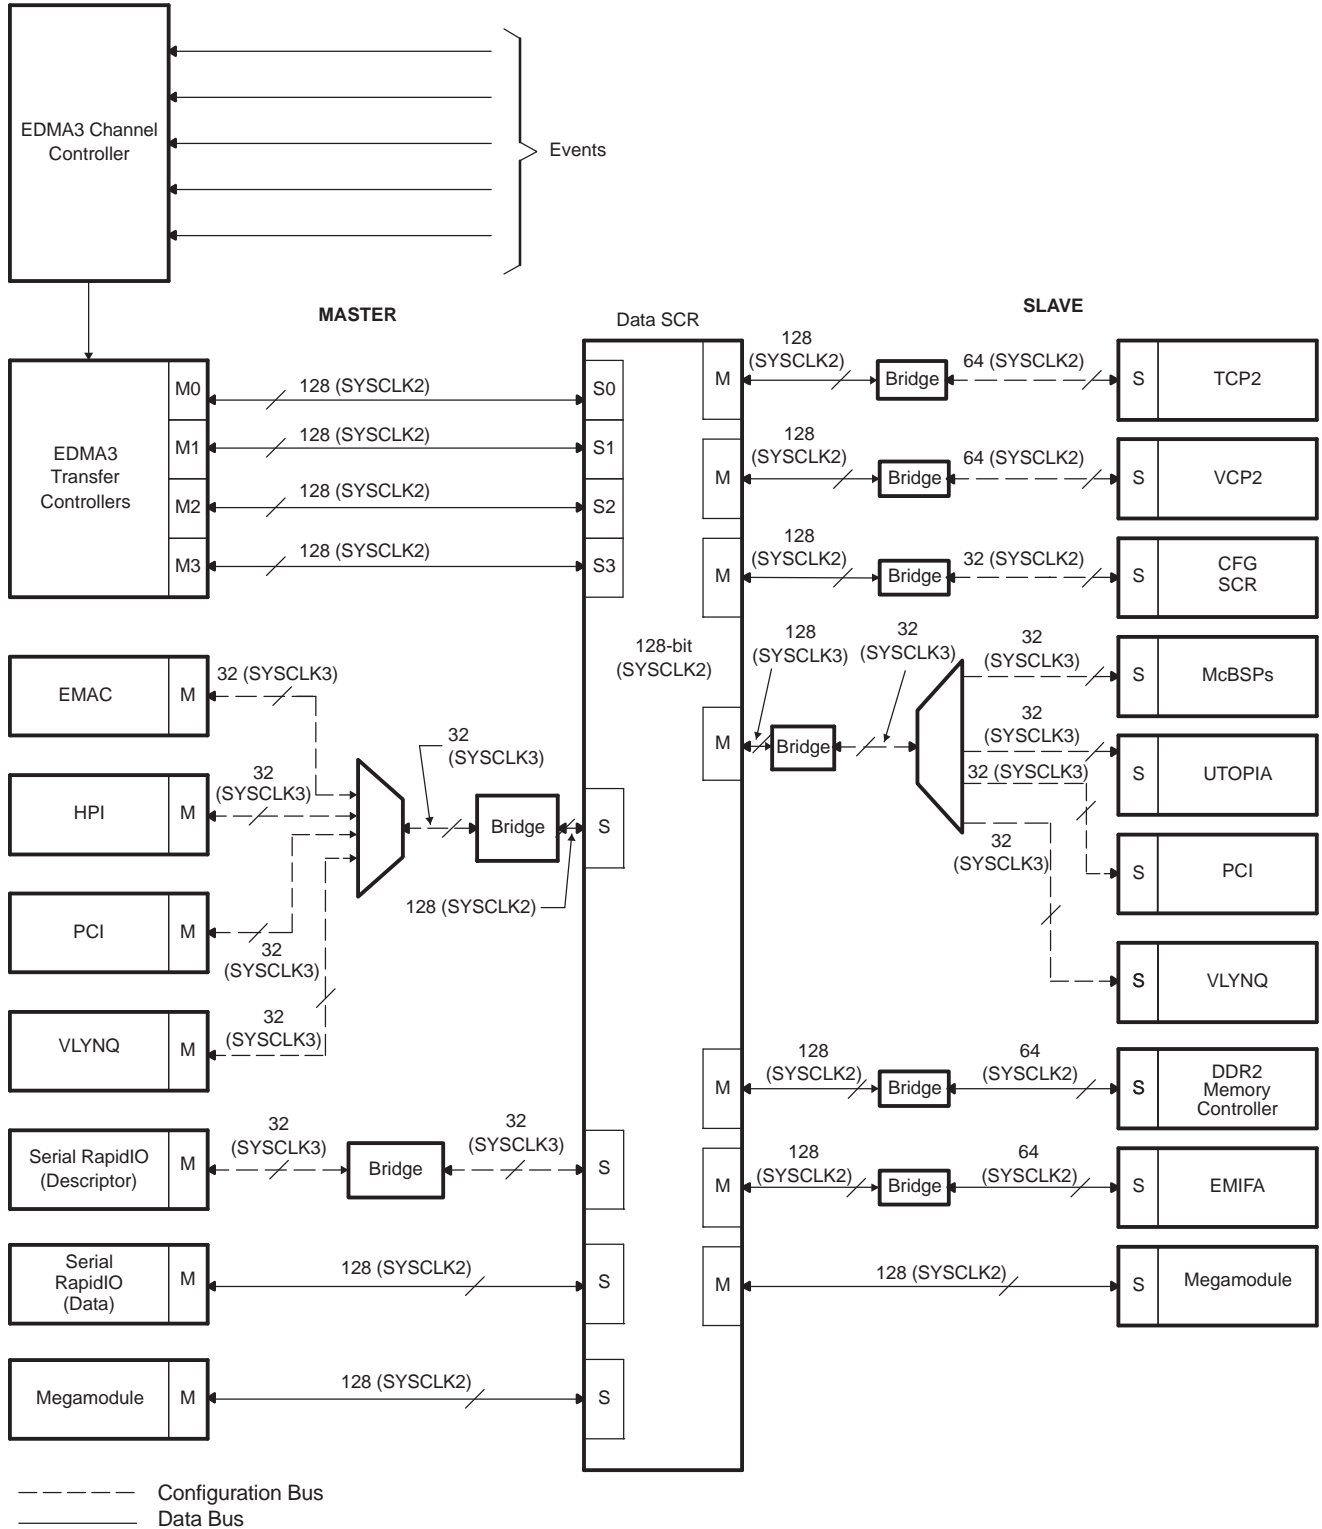 EDMA3 Channel
Controller
Events
MASTER
SLAVE
Data SCR
128
(SYSCLK2)
64 (SYSCLK2)
M
Bridge
S
TCP2
M0
128 (SYSCLK2)
S0
EDMA3
Transfer
Controllers
M1
128 (SYSCLK2)
S1
128
(SYSCLK2)
64 (SYSCLK2)
M
Bridge
S
VCP2
M2
128 (SYSCLK2)
S2
M3
128 (SYSCLK2)
S3
128
(SYSCLK2)
32 (SYSCLK2)
M
Bridge
S
CFG
SCR
128-bit
(SYSCLK2)
128
(SYSCLK3)
32
(SYSCLK3)
32
(SYSCLK3)
S
McBSPs
EMAC
M
32 (SYSCLK3)
M
Bridge
32
(SYSCLK3)
S
UTOPIA
32 (SYSCLK3)
32
(SYSCLK3)
HPI
M
32
(SYSCLK3)
Bridge
S
128 (SYSCLK2)
32
(SYSCLK3)
S
PCI
PCI
M
32
(SYSCLK3)
S
VLYNQ
VLYNQ
M
32
(SYSCLK3)
M
128
(SYSCLK2)
Bridge
64
(SYSCLK2)
S
DDR2
Memory
Controller
Serial RapidIO
(Descriptor)
M
32
(SYSCLK3)
Bridge
32
(SYSCLK3)
S
M
128
(SYSCLK2)
Bridge
64
(SYSCLK2)
S
EMIFA
Serial
RapidIO
(Data)
M
128 (SYSCLK2)
S
M
128 (SYSCLK2)
S
Megamodule
Megamodule
M
128 (SYSCLK2)
S
Configuration Bus
Data Bus